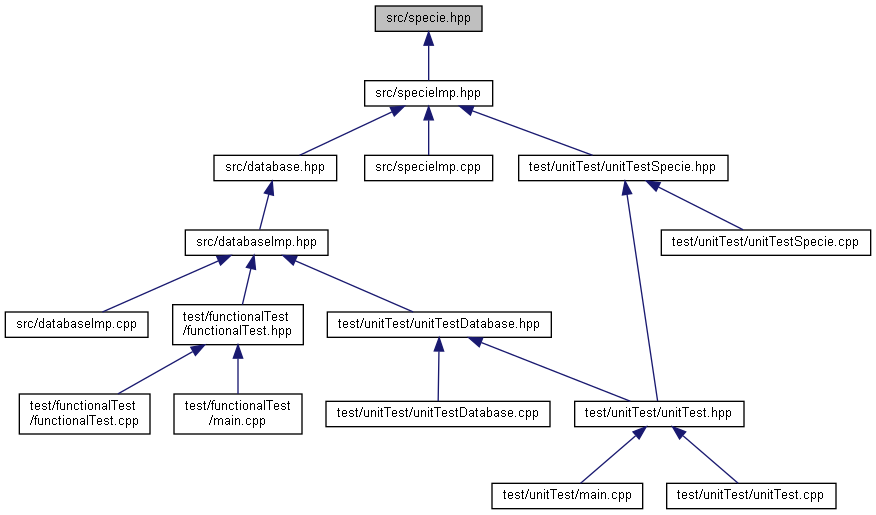 src/specie.hpp
src/specieImp.hpp
src/database.hpp
src/specieImp.cpp
test/unitTest/unitTestSpecie.hpp
src/databaseImp.hpp
test/unitTest/unitTestSpecie.cpp
src/databaseImp.cpp
test/functionalTest
/functionalTest.hpp
test/unitTest/unitTestDatabase.hpp
test/functionalTest
/functionalTest.cpp
test/functionalTest
/main.cpp
test/unitTest/unitTestDatabase.cpp
test/unitTest/unitTest.hpp
test/unitTest/main.cpp
test/unitTest/unitTest.cpp